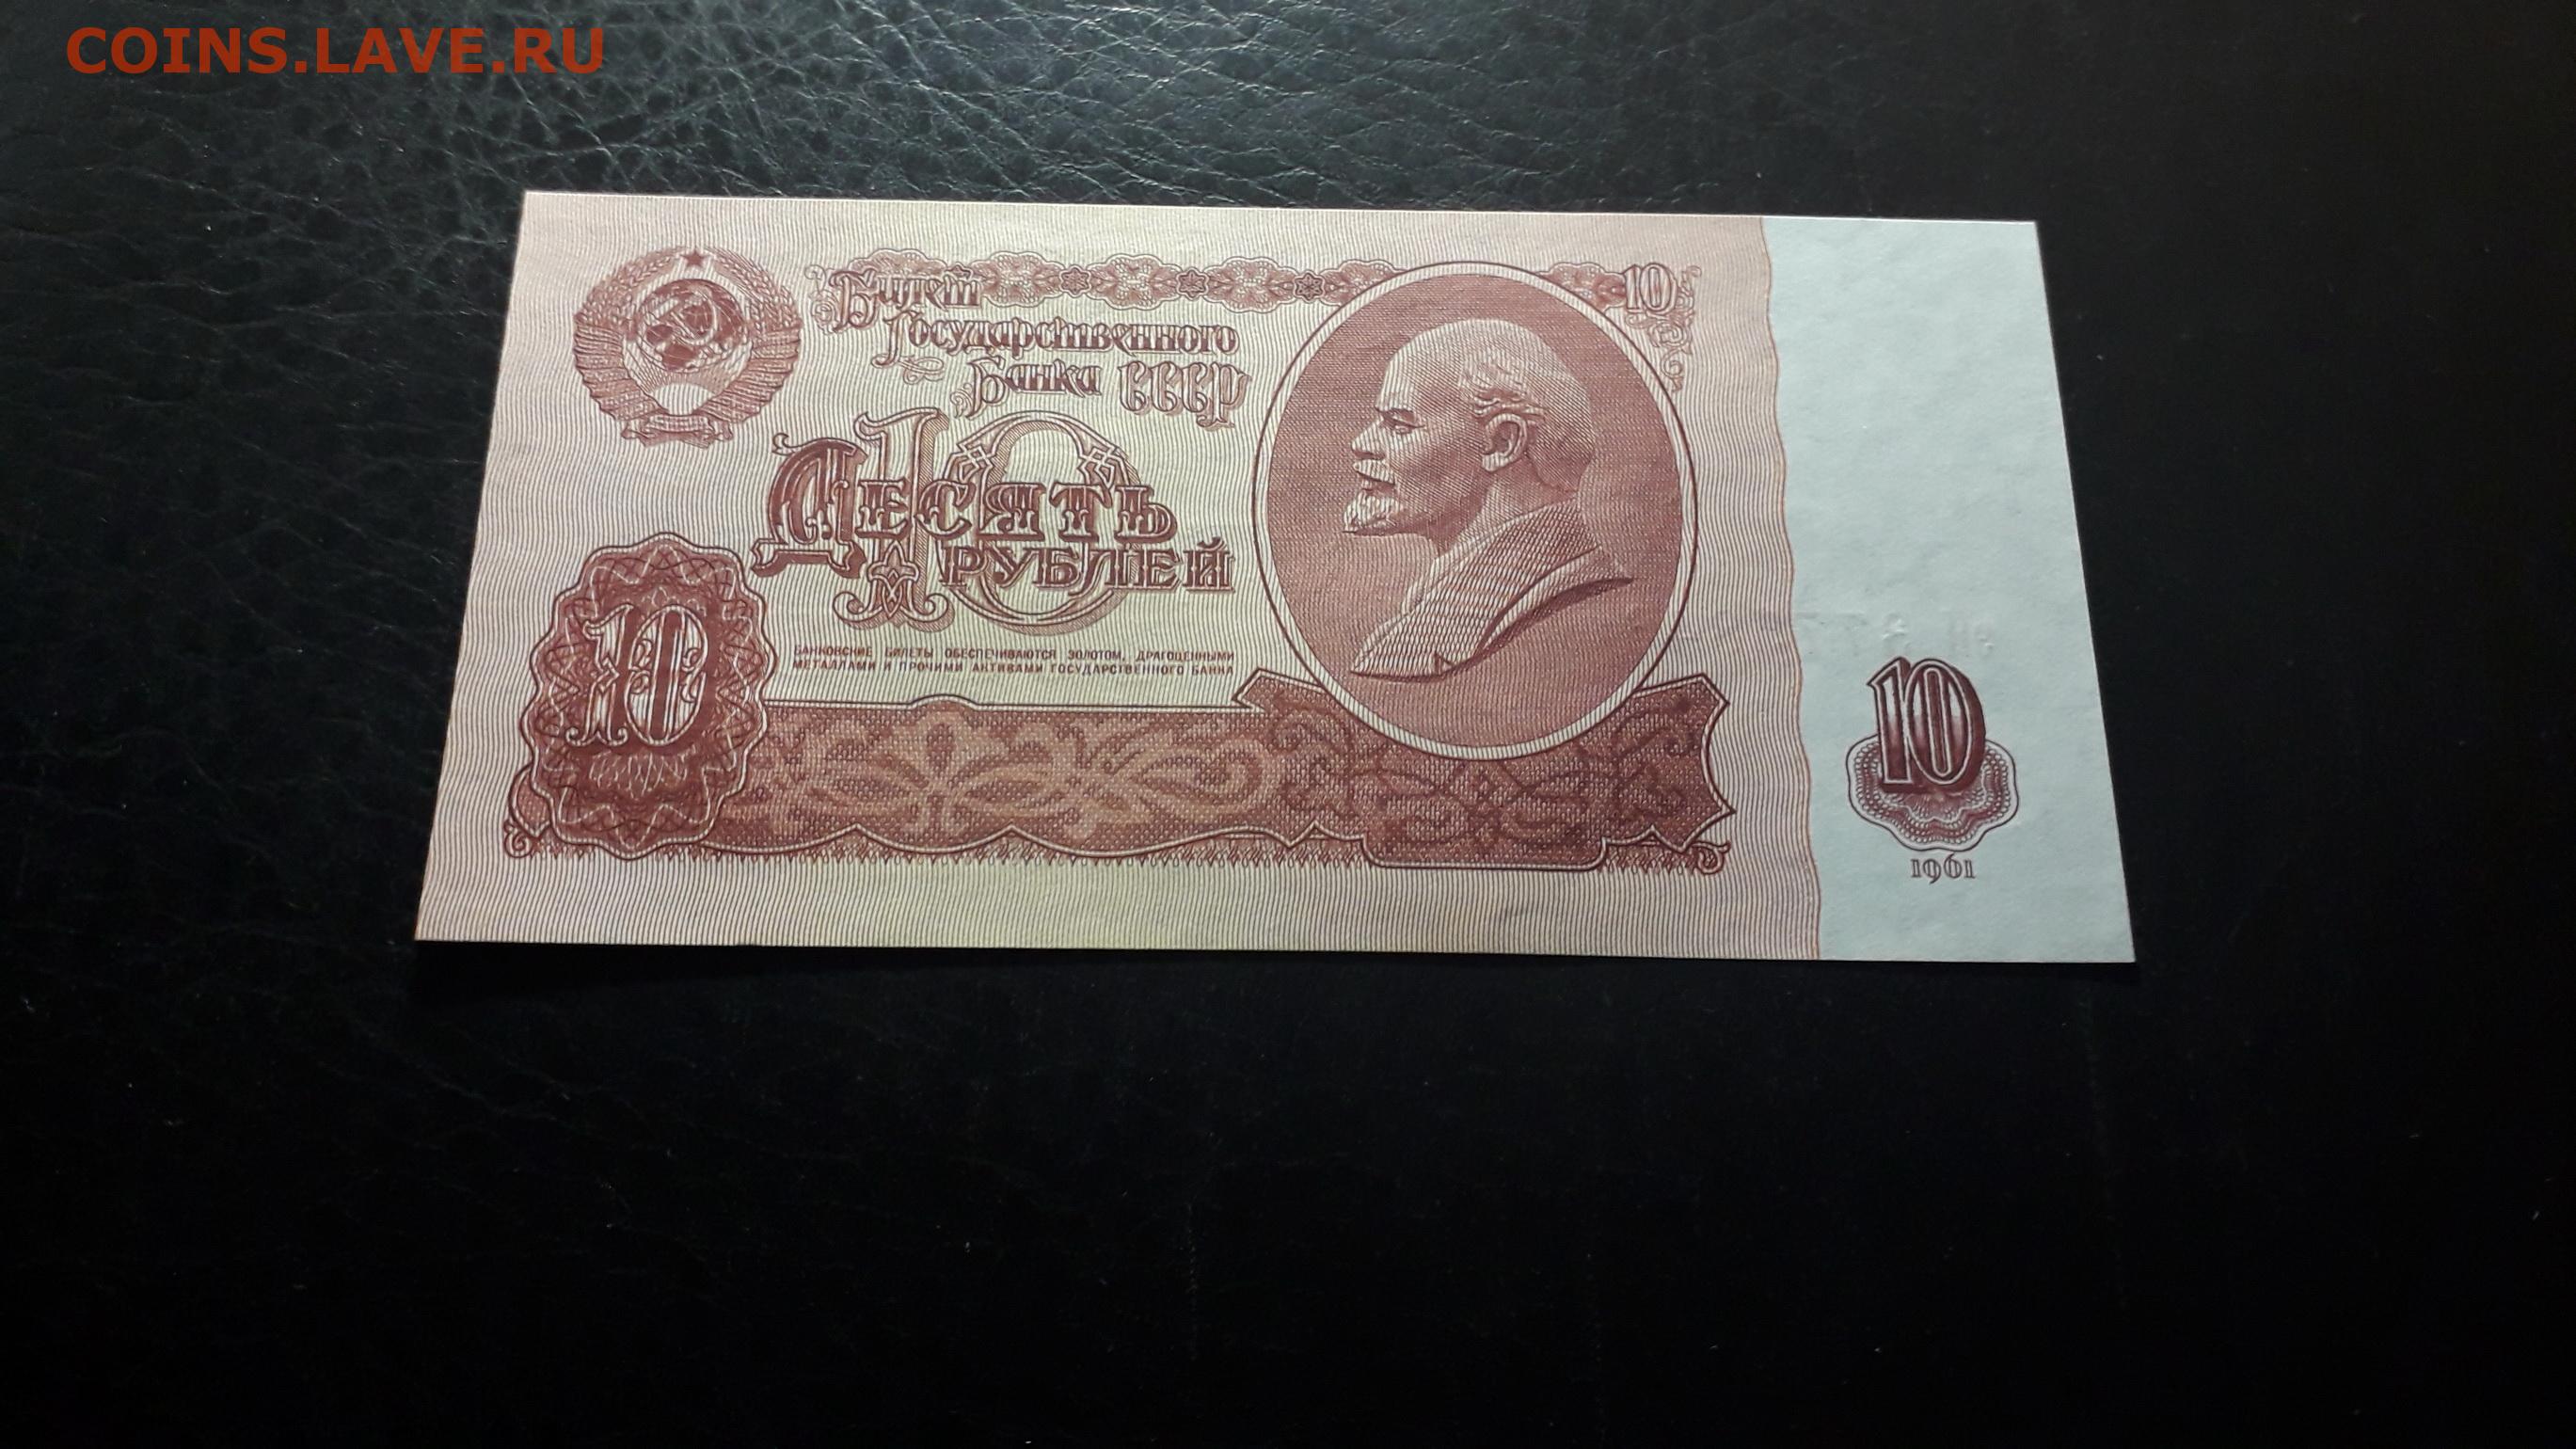 COINS.LAVE.RU
Билет 10
Государственного
Банка СССР
10
Десять
рублей
10
БАНКОВСКИЕ БИЛЕТЫ ОБЕСПЕЧИВАЮТСЯ ЗОЛОТОМ, ДРАГОЦЕННЫМИ
МЕТАЛЛАМИ И ПРОЧИМИ АКТИВАМИ ГОСУДАРСТВЕННОГО БАНКА
10
1961